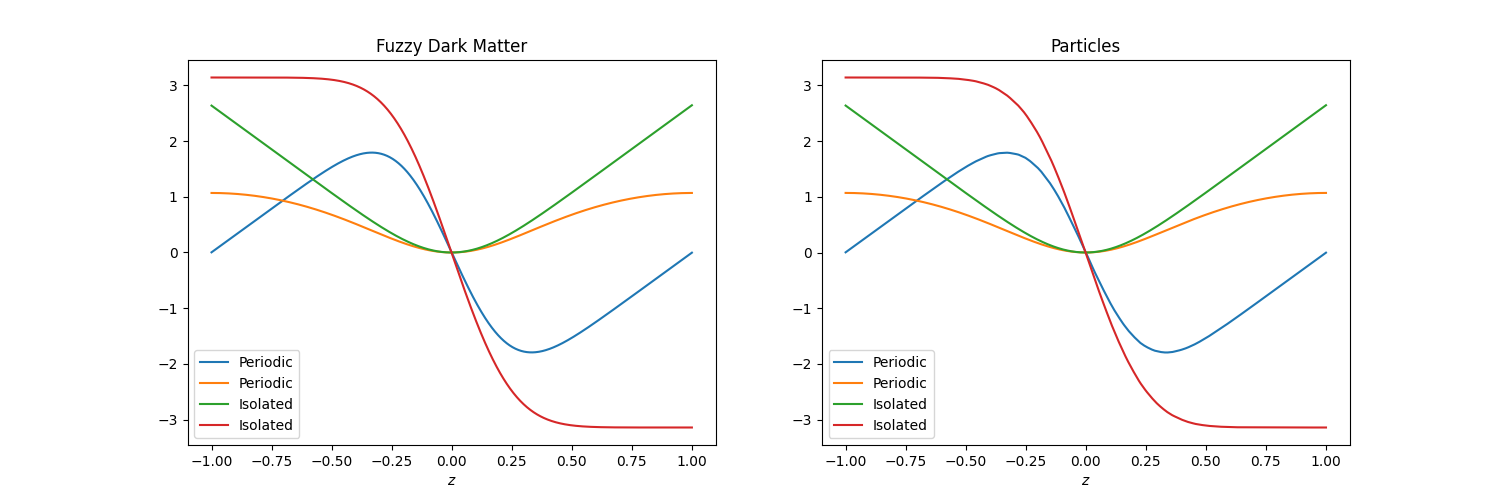 Fuzzy Dark Matter
3
2
1
0
−1
−2
−3
Periodic
Periodic
Isolated
Isolated
−1.00 −0.75 −0.50 −0.25 0.00 0.25 0.50 0.75 1.00
z
Particles
3
2
1
0
−1
−2
−3
Periodic
Periodic
Isolated
Isolated
−1.00 −0.75 −0.50 −0.25 0.00 0.25 0.50 0.75 1.00
z